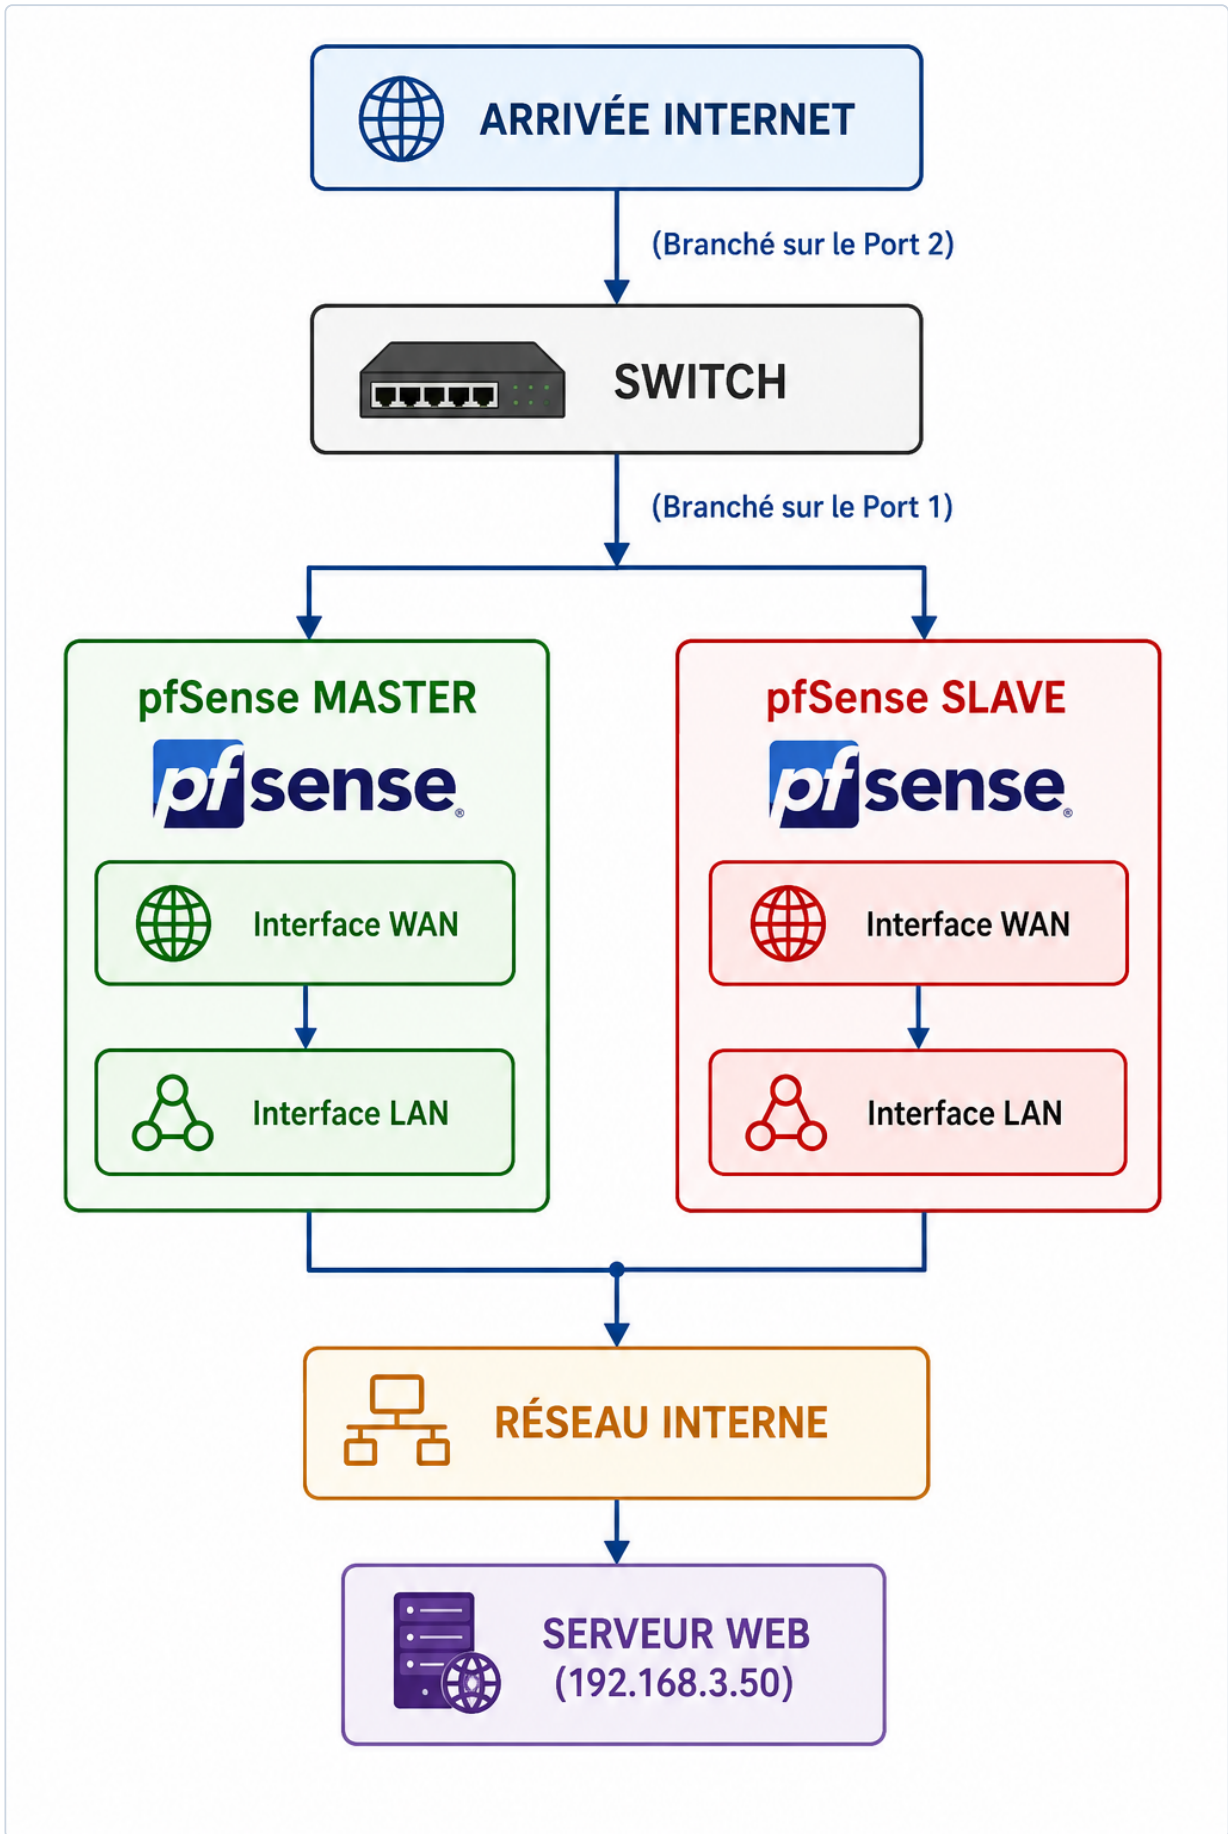 ARRIVÉE INTERNET
(Branché sur le Port 2)
SWITCH
(Branché sur le Port 1)
pfSense MASTER
pfsense®
Interface WAN
Interface LAN
pfSense SLAVE
pfsense®
Interface WAN
Interface LAN
RÉSEAU INTERNE
SERVEUR WEB
(192.168.3.50)